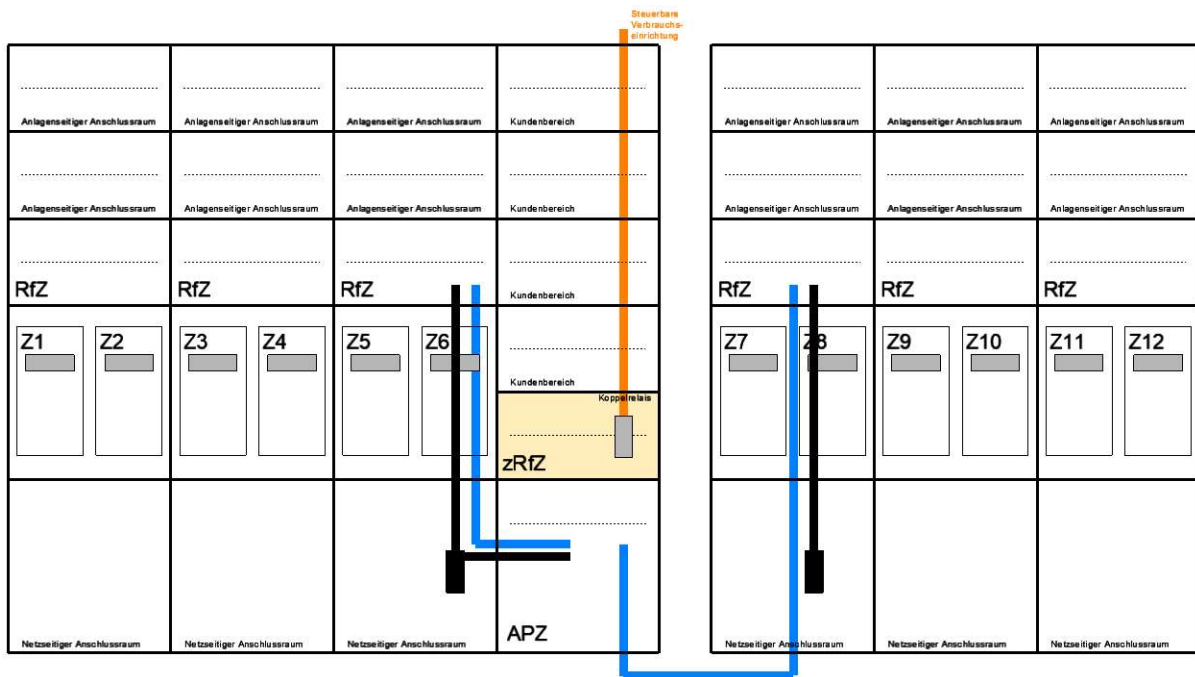 Steuerbare
Verbrauchs-
einrichtung
Anlagenseitiger Anschlussraum Anlagenseitiger Anschlussraum Anlagenseitiger Anschlussraum Kundenbereich Anlagenseitiger Anschlussraum Anlagenseitiger Anschlussraum Anlagenseitiger Anschlussraum
Anlagenseitiger Anschlussraum Anlagenseitiger Anschlussraum Anlagenseitiger Anschlussraum Kundenbereich Anlagenseitiger Anschlussraum Anlagenseitiger Anschlussraum Anlagenseitiger Anschlussraum
RfZ RfZ RfZ Kundenbereich RfZ RfZ RfZ
Z1 Z2 Z3 Z4 Z5 Z6 Z7 Z8 Z9 Z10 Z11 Z12
Kundenbereich
Koppelrelais
zRfZ
Netzseitiger Anschlussraum Netzseitiger Anschlussraum Netzseitiger Anschlussraum APZ Netzseitiger Anschlussraum Netzseitiger Anschlussraum Netzseitiger Anschlussraum